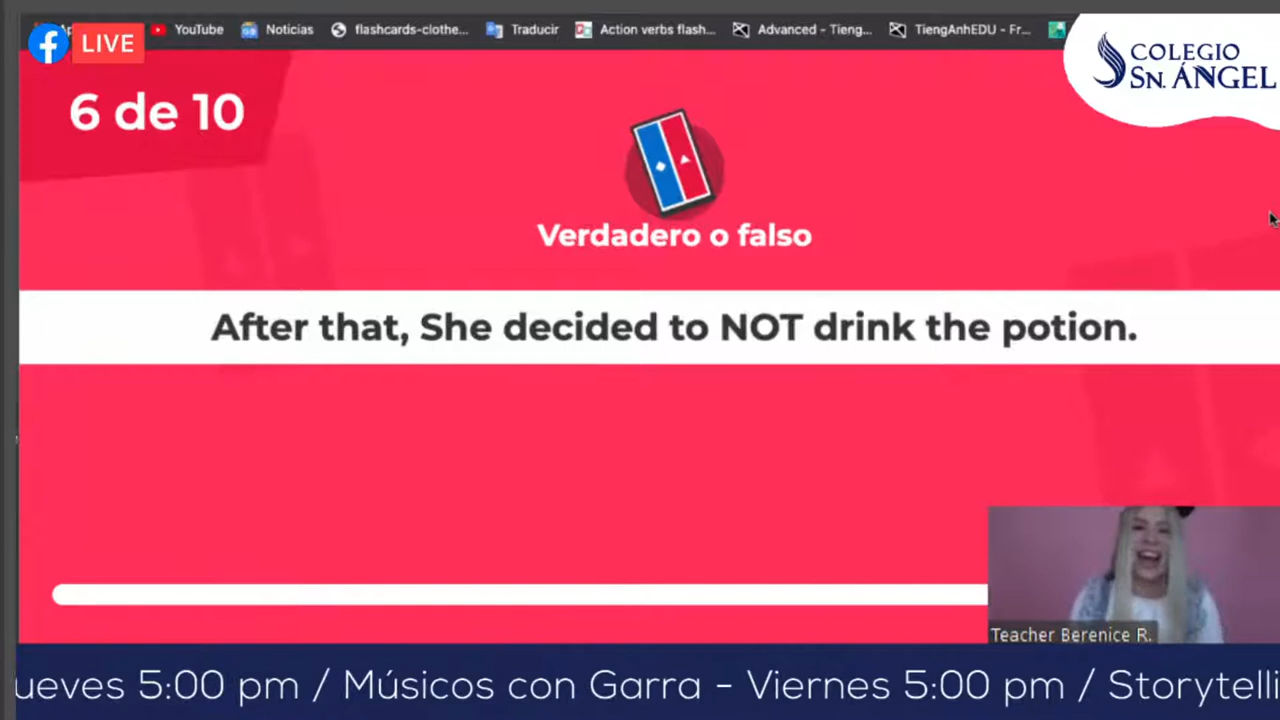 LIVE
YouTube
Noticias
flashcards-clothe...
Traducir
Action verbs flash...
Advanced - Tieng...
TiengAnhEDU - Fr...
COLEGIO
SN. ÁNGEL
6 de 10
Verdadero o falso
After that, She decided to NOT drink the potion.
Teacher Berenice R.
ueves 5:00 pm / Músicos con Garra - Viernes 5:00 pm / Storytelli